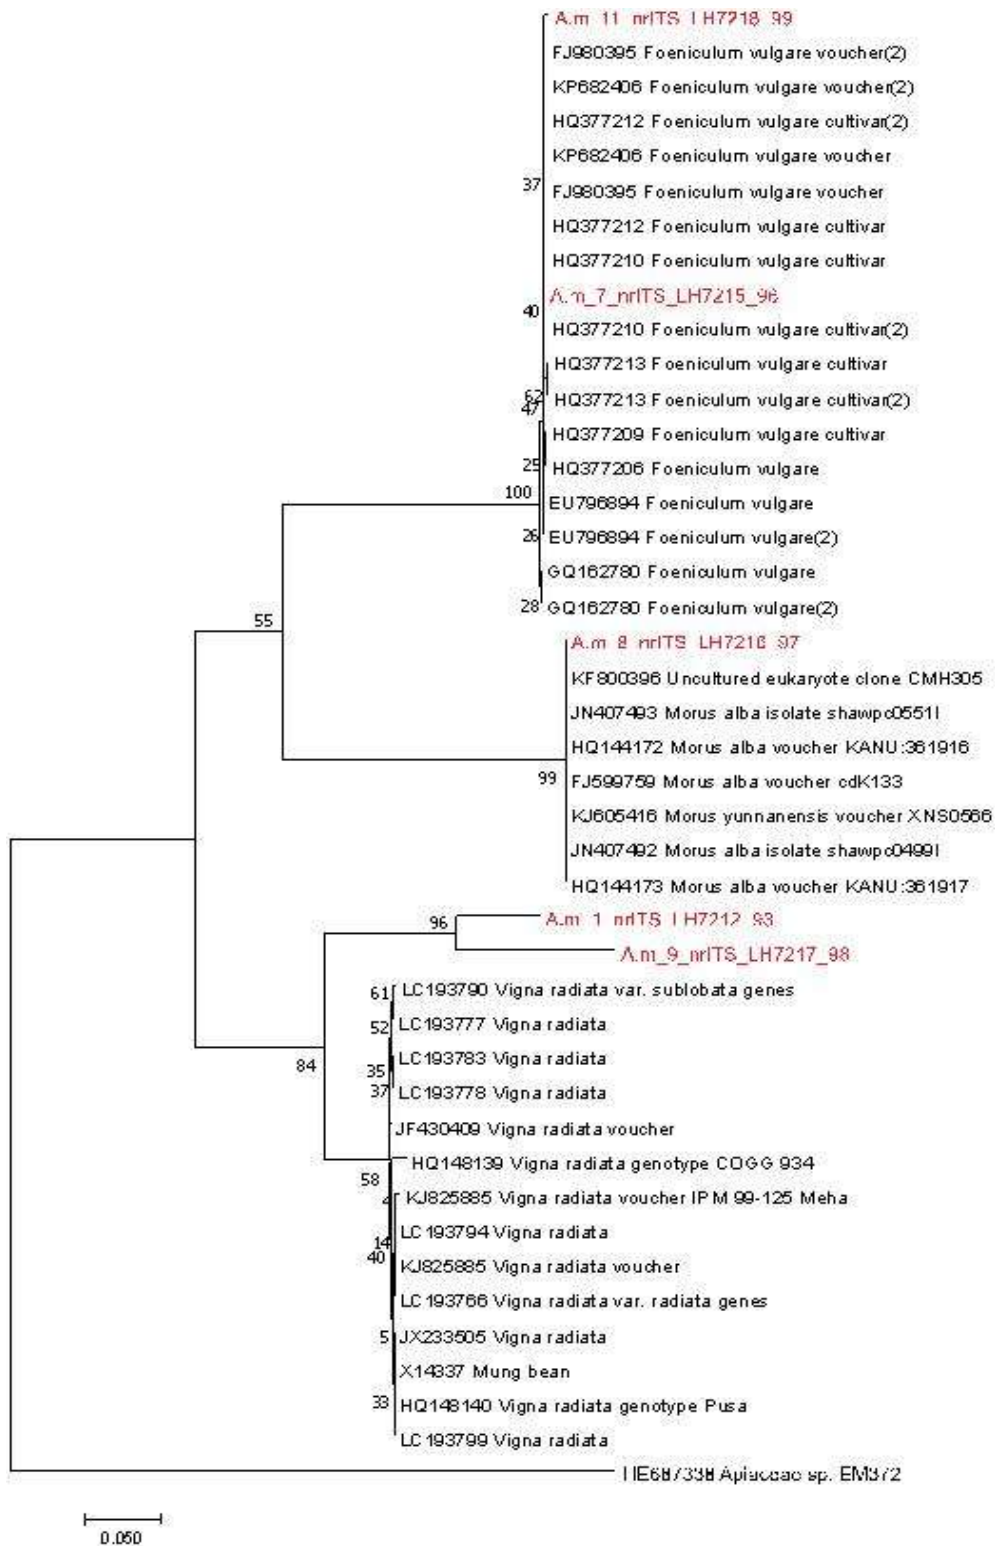 A.m_11_nrITS_LH7218_99
FJ980395 Foeniculum vulgare voucher(2)
KP682406 Foeniculum vulgare voucher(2)
HQ377212 Foeniculum vulgare cultivar(2)
KP682406 Foeniculum vulgare voucher
37
FJ980395 Foeniculum vulgare voucher
HQ377212 Foeniculum vulgare cultivar
HQ377210 Foeniculum vulgare cultivar
A.m_7_nrITS_LH7215_96
40
HQ377210 Foeniculum vulgare cultivar(2)
HQ377213 Foeniculum vulgare cultivar
62
HQ377213 Foeniculum vulgare cultivar(2)
47
HQ377209 Foeniculum vulgare cultivar
25
HQ377206 Foeniculum vulgare
100
EU796894 Foeniculum vulgare
26
EU796894 Foeniculum vulgare(2)
GQ162780 Foeniculum vulgare
28
GQ162780 Foeniculum vulgare(2)
55
A.m_8_nrITS_LH7216_97
KF800396 Uncultured eukaryote clone CMH305
JN407493 Morus alba isolate shawpc0551I
HQ144172 Morus alba voucher KANU:361916
99
FJ599759 Morus alba voucher cdK133
KJ605416 Morus yunnanensis voucher XNS0566
JN407492 Morus alba isolate shawpc0499I
HQ144173 Morus alba voucher KANU:361917
96
A.m_1_nrITS_LH7212_93
A.m_9_nrITS_LH7217_98
61
LC193790 Vigna radiata var. sublobata genes
52
LC193777 Vigna radiata
84
LC193783 Vigna radiata
35
37
LC193778 Vigna radiata
JF430409 Vigna radiata voucher
HQ148139 Vigna radiata genotype COGG 934
58
4
KJ825885 Vigna radiata voucher IPM 99-125 Meha
LC193794 Vigna radiata
14
40
KJ825885 Vigna radiata voucher
LC193766 Vigna radiata var. radiata genes
5
JX233505 Vigna radiata
X14337 Mung bean
33
HQ148140 Vigna radiata genotype Pusa
LC193799 Vigna radiata
HE687338 Apiaceae sp. EM372
0.050